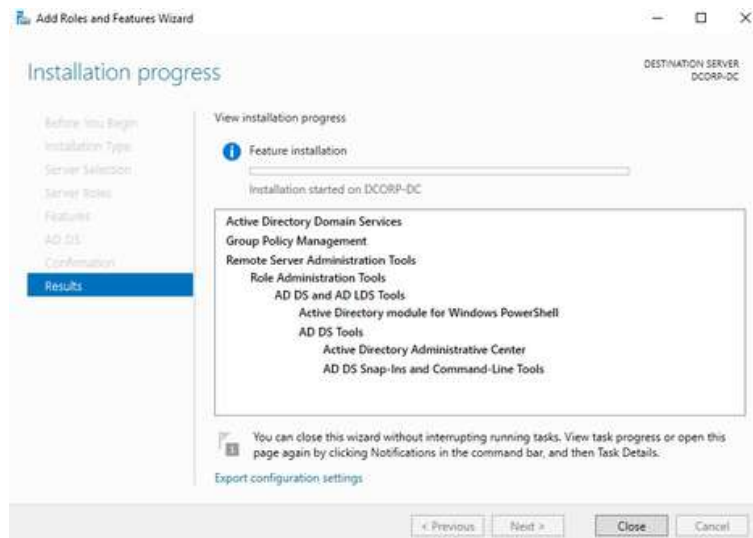 Add Roles and Features Wizard
Installation progress
DESTINATION SERVER
DCORP-DC
Before You Begin
Installation Type
Server Selection
Server Roles
Features
AD DS
Confirmation
Results
View installation progress
Feature installation
Installation started on DCORP-DC
Active Directory Domain Services
Group Policy Management
Remote Server Administration Tools
Role Administration Tools
AD DS and AD LDS Tools
Active Directory module for Windows PowerShell
AD DS Tools
Active Directory Administrative Center
AD DS Snap-Ins and Command-Line Tools
1
You can close this wizard without interrupting running tasks. View task progress or open this
page again by clicking Notifications in the command bar, and then Task Details.
Export configuration settings
< Previous
Next >
Close
Cancel